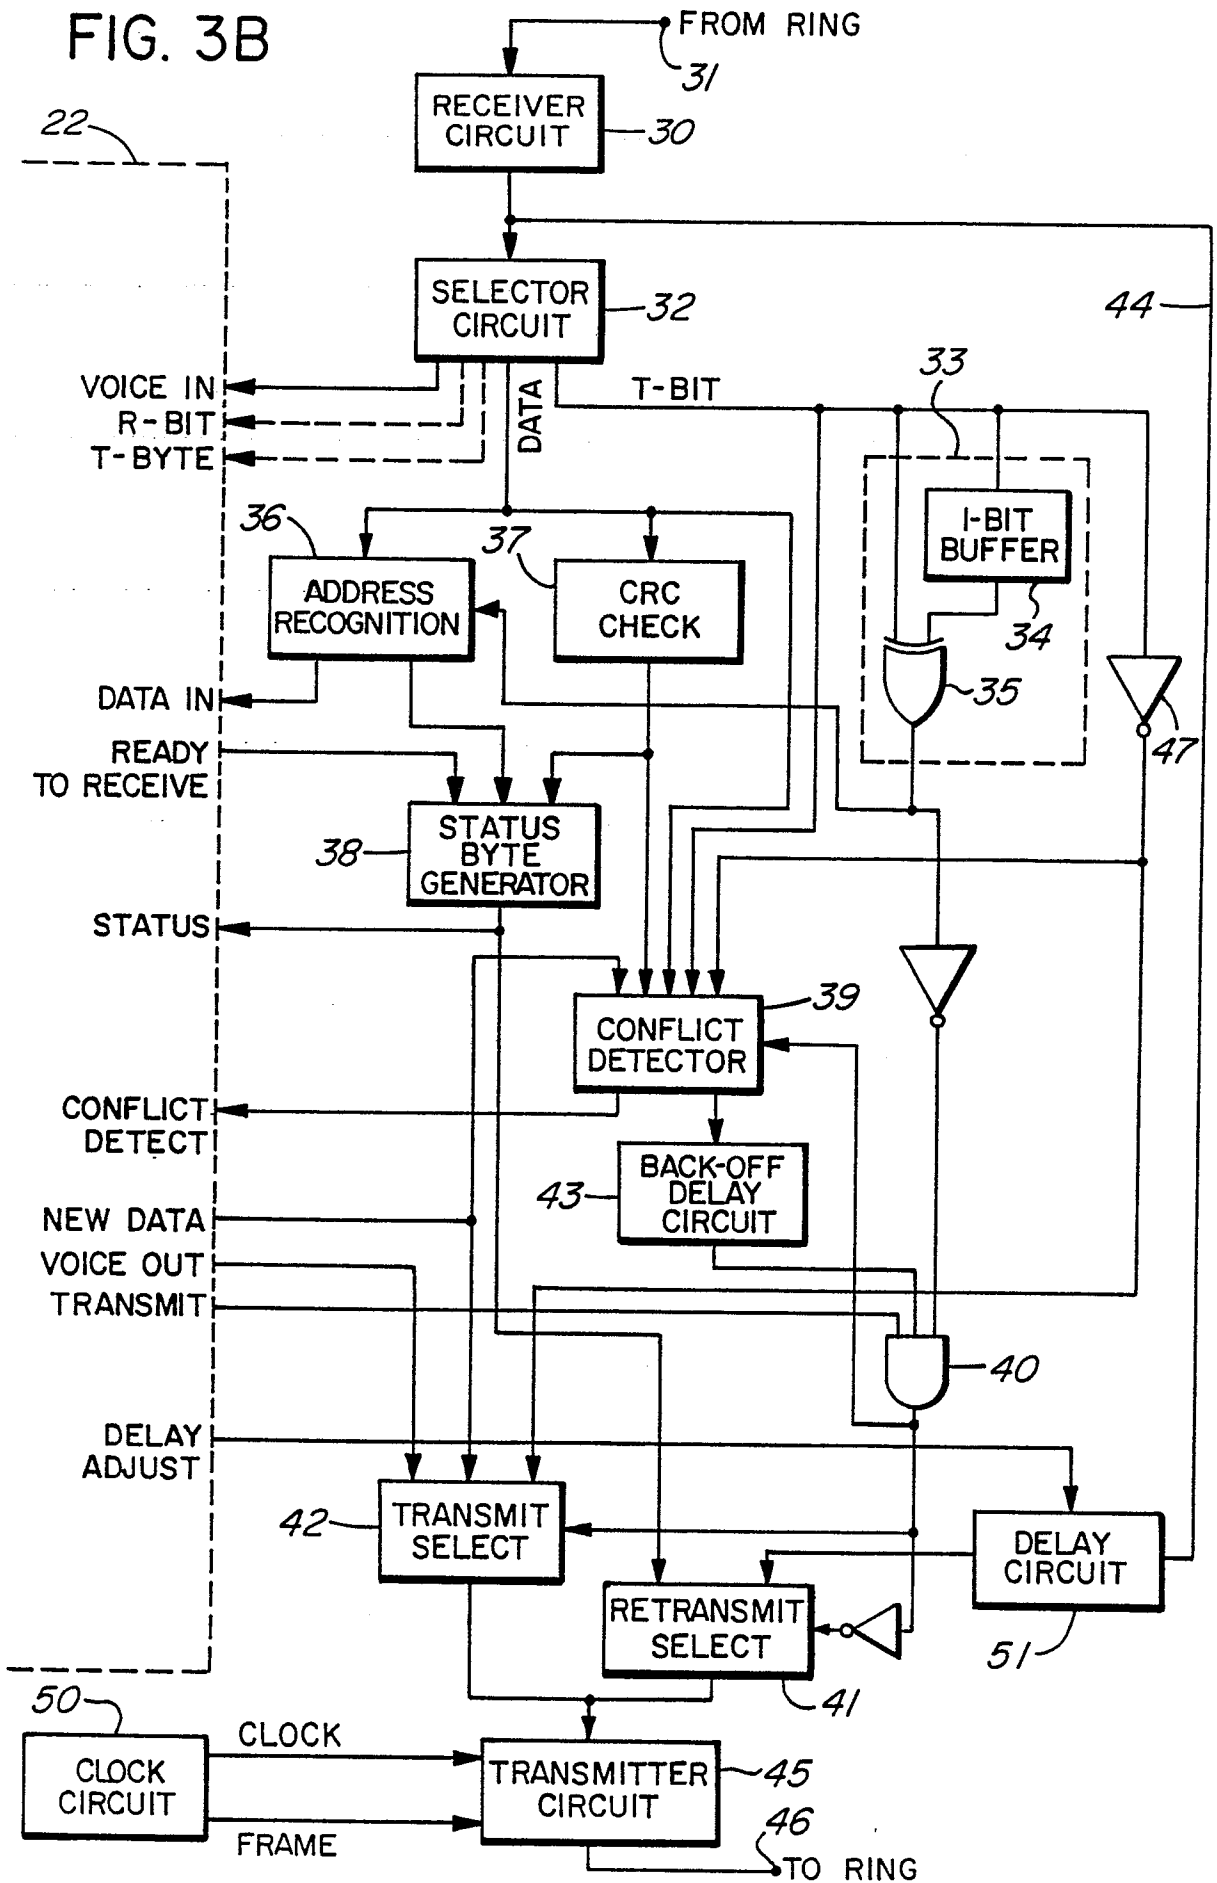 FIG. 3B
FROM RING
31
RECEIVER
CIRCUIT
30
22
SELECTOR
CIRCUIT
32
44
VOICE IN
R-BIT
T-BYTE
DATA
T-BIT
33
1-BIT
BUFFER
34
35
36
37
ADDRESS
RECOGNITION
CRC
CHECK
47
DATA IN
READY
TO RECEIVE
38
STATUS
BYTE
GENERATOR
STATUS
39
CONFLICT
DETECTOR
CONFLICT
DETECT
43
BACK-OFF
DELAY
CIRCUIT
NEW DATA
VOICE OUT
TRANSMIT
40
DELAY
ADJUST
42
TRANSMIT
SELECT
DELAY
CIRCUIT
51
RETRANSMIT
SELECT
41
50
CLOCK
CIRCUIT
CLOCK
FRAME
TRANSMITTER
CIRCUIT
45
46
TO RING